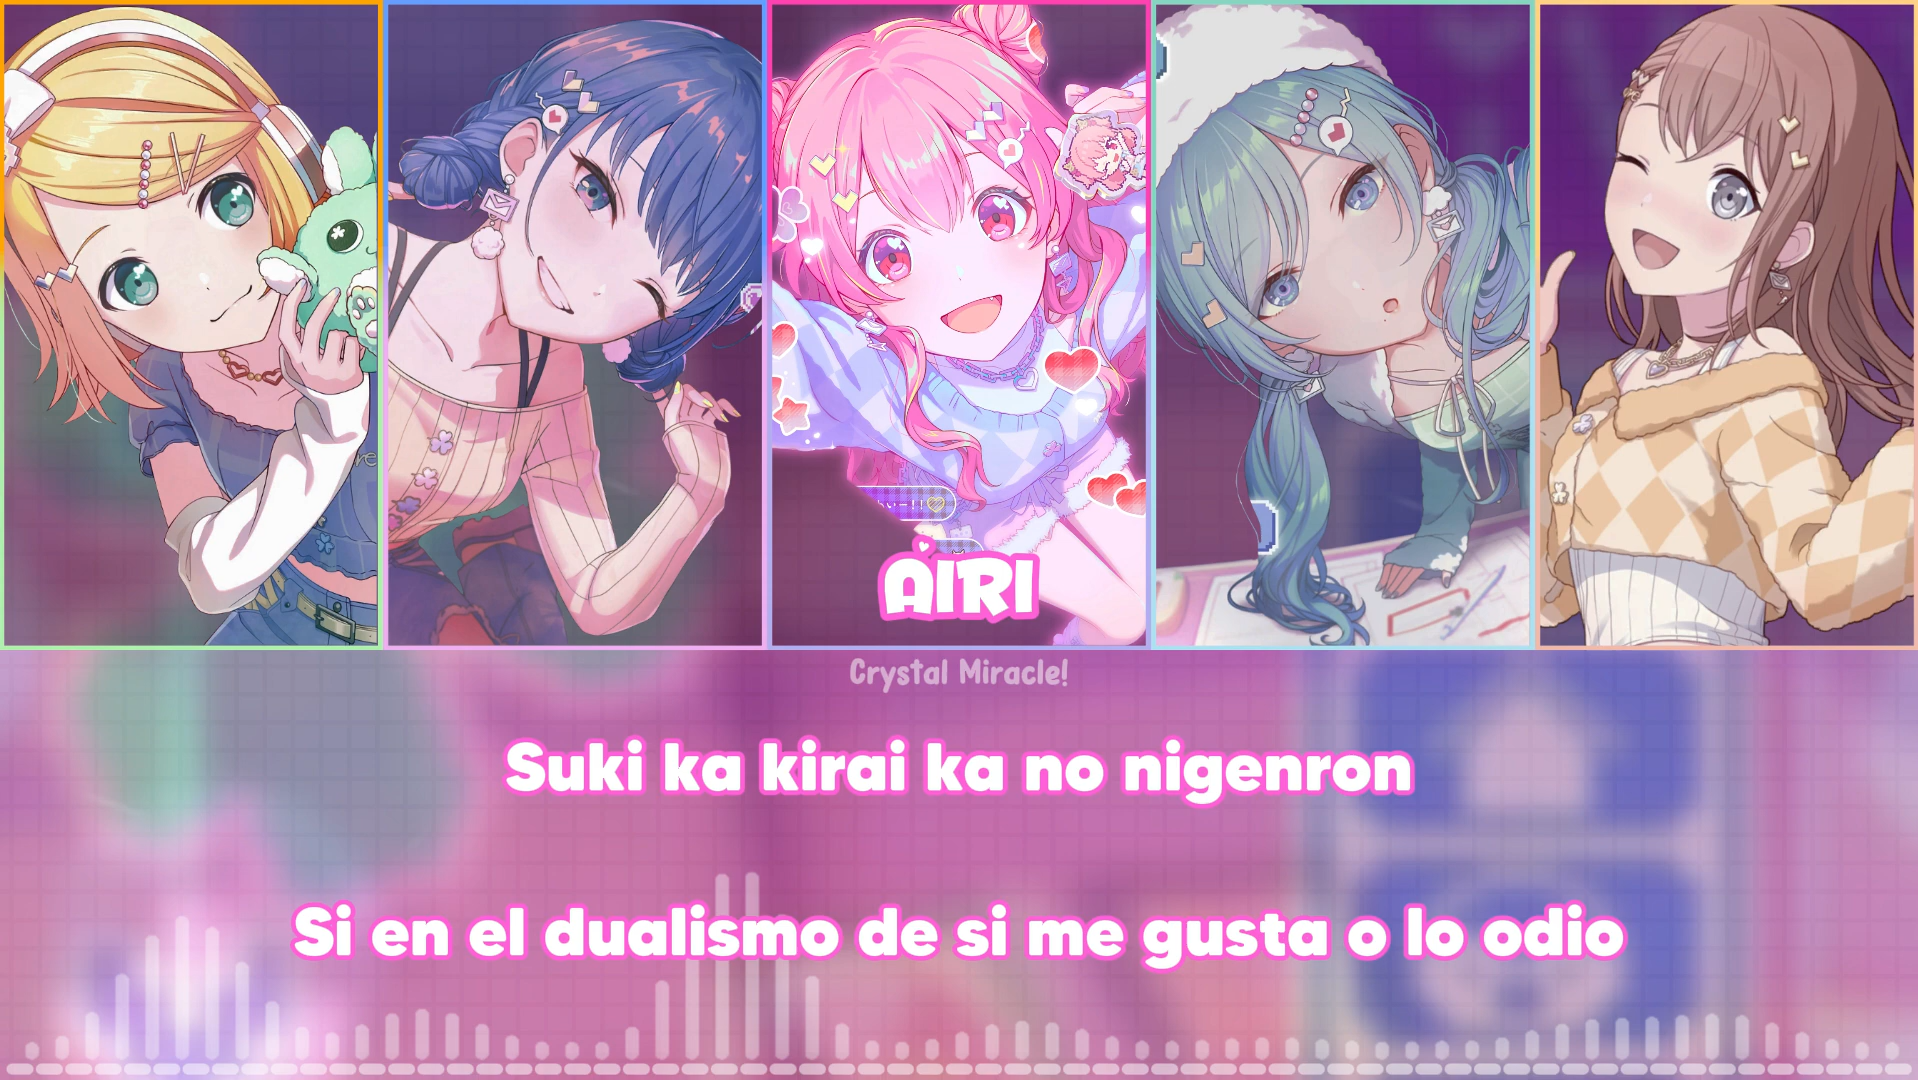 AIRI
Crystal Miracle!
Suki ka kirai ka no nigenron
Si en el dualismo de si me gusta o lo odio